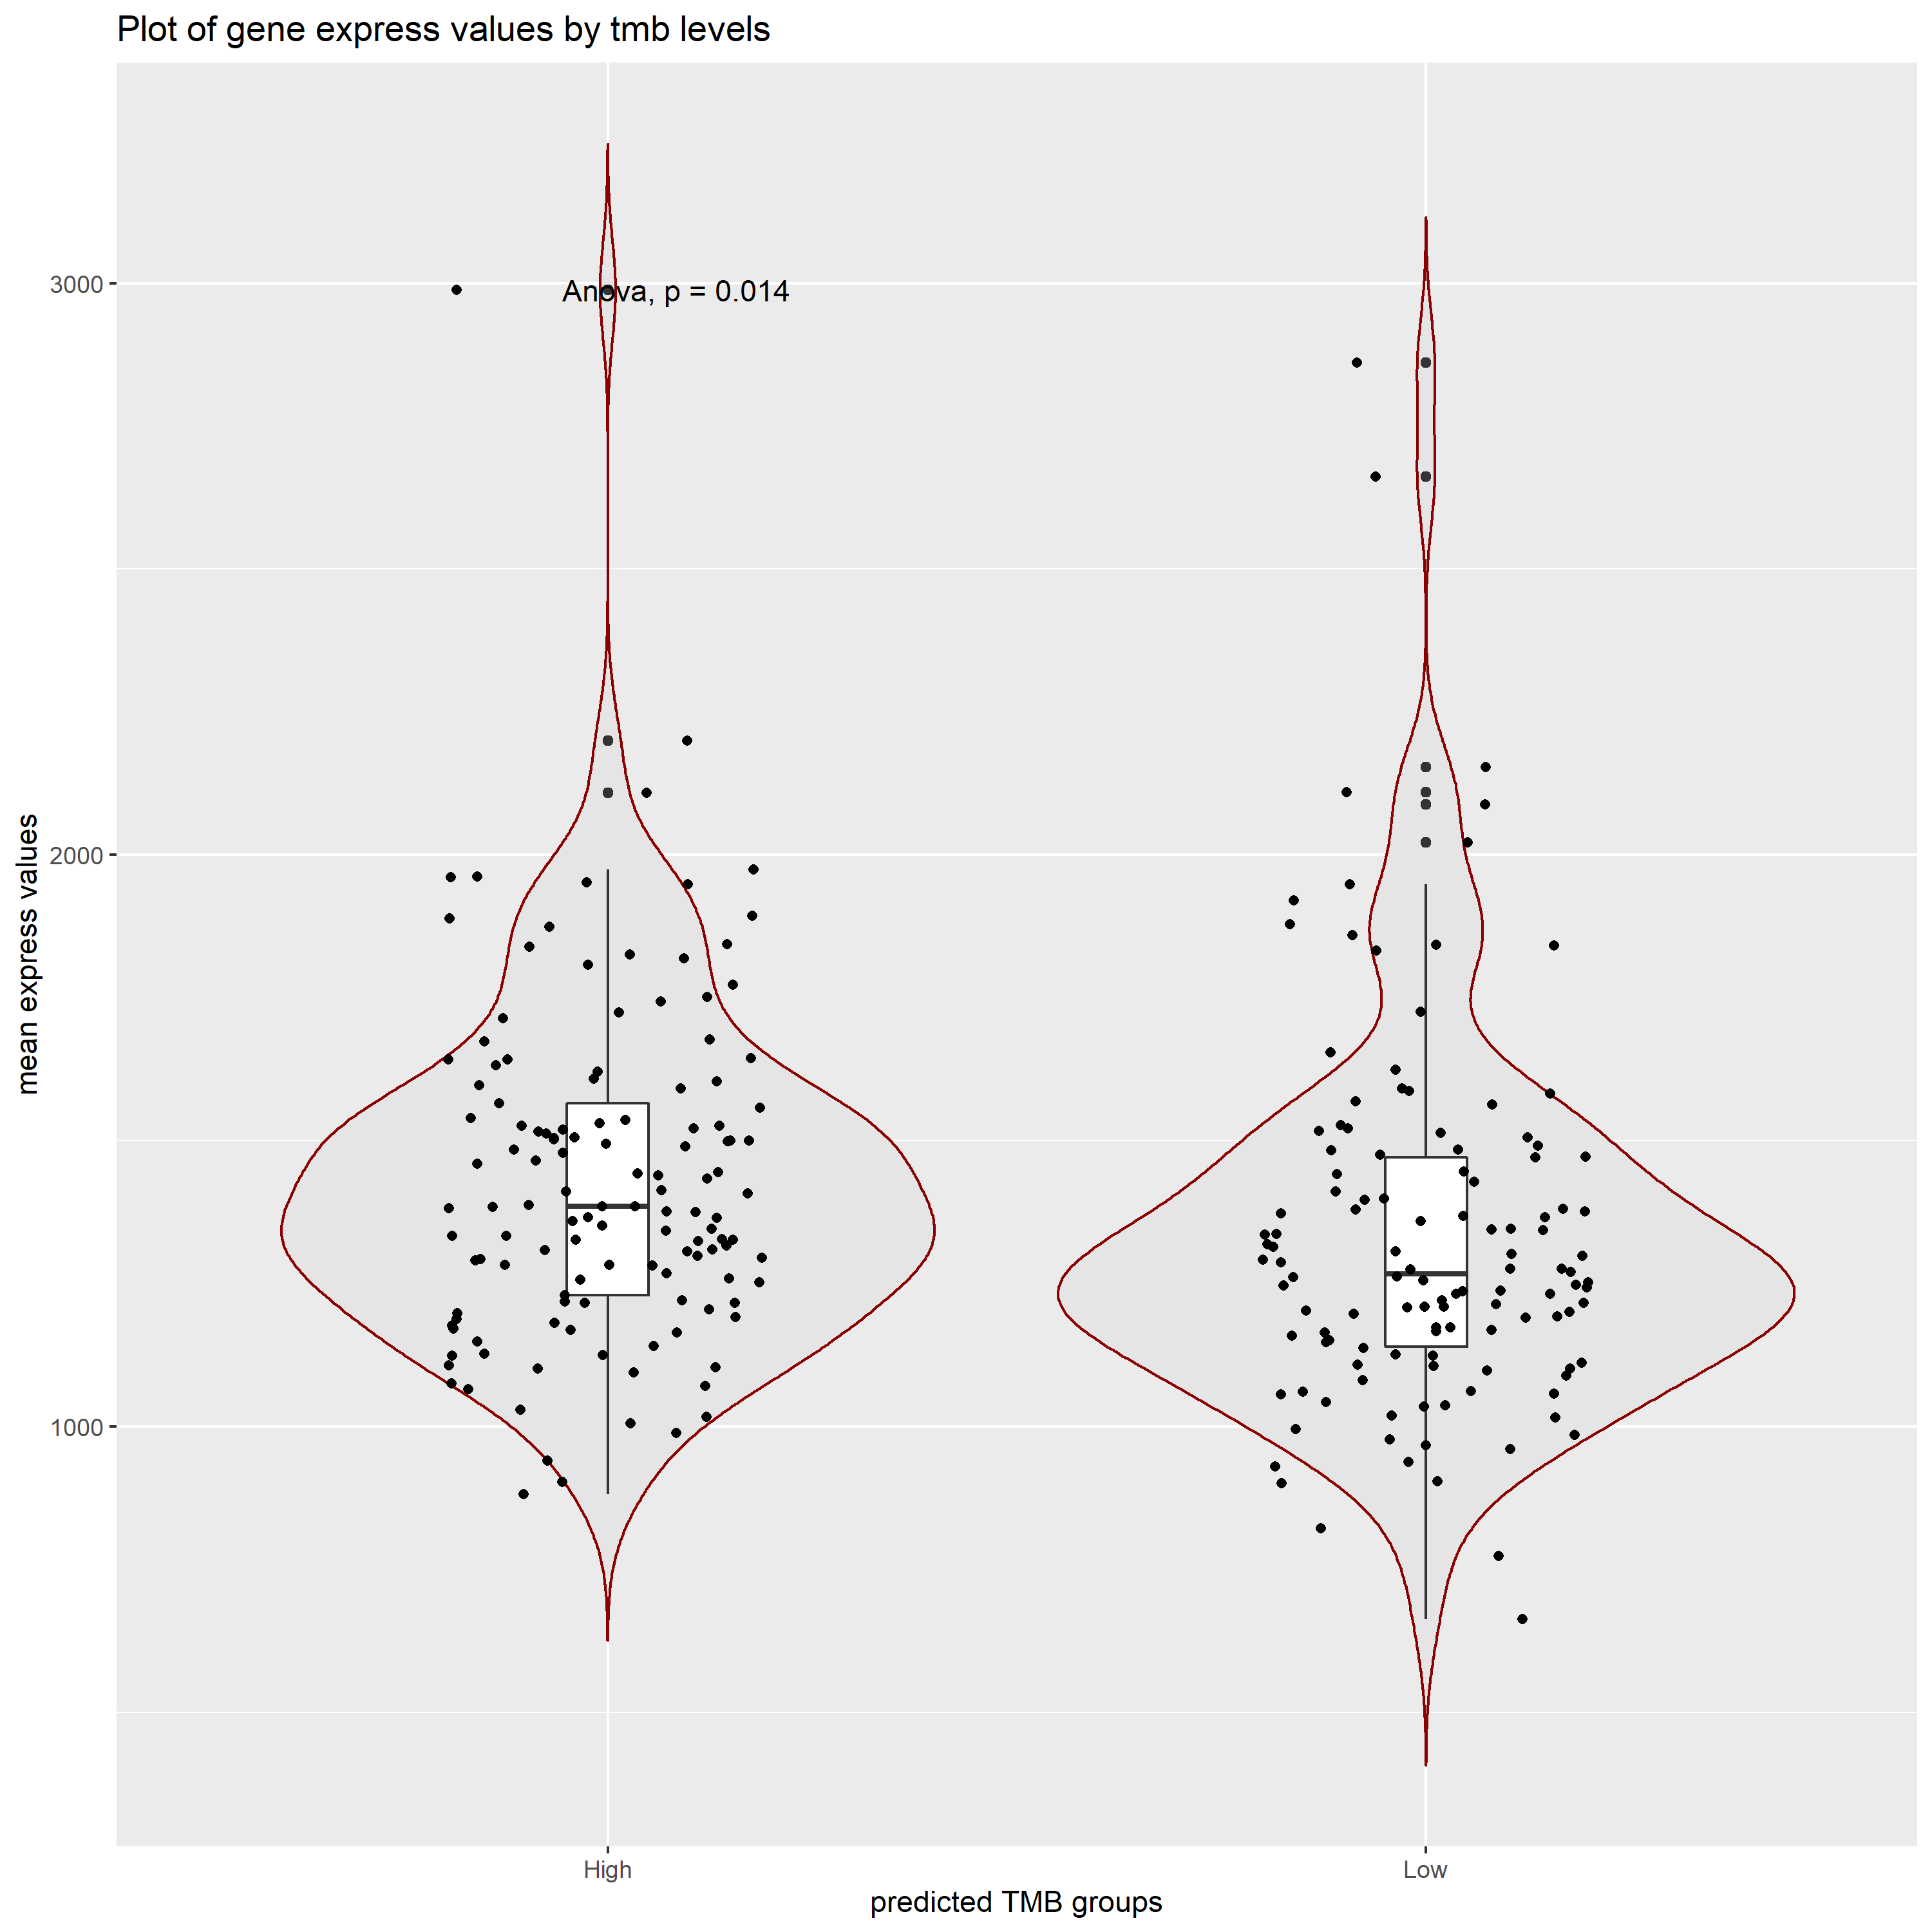 Plot of gene express values by tmb levels
3000
Anova, p = 0.014
2000
mean express values
1000
High
Low
predicted TMB groups